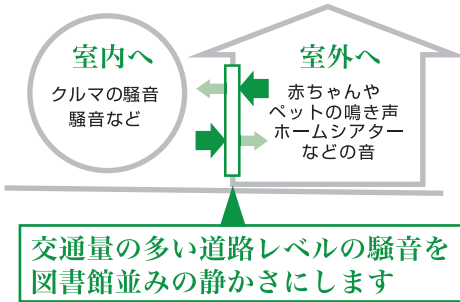 室内へ
クルマの騒音
騒音など
室外へ
赤ちゃんや
ペットの鳴き声
ホームシアター
などの音
交通量の多い道路レベルの騒音を
図書館並みの静かさにします